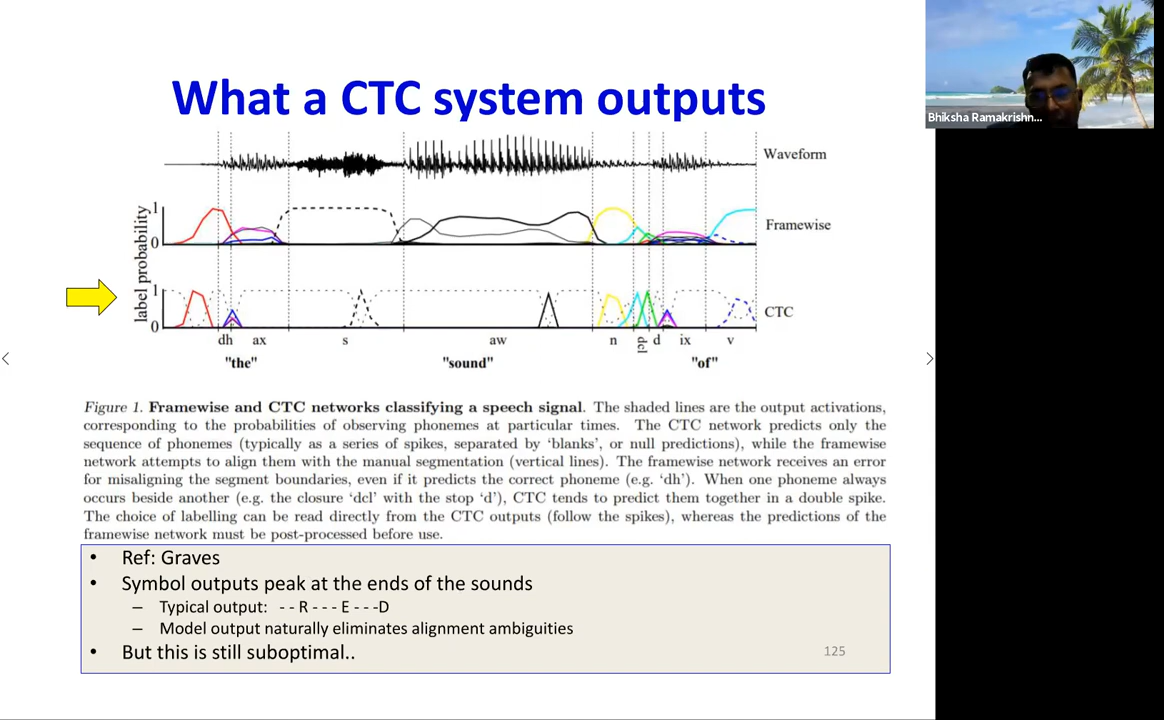 What a CTC system outputs
Bhiksha Ramakrishn...
Waveform
label probability
1
0
Framewise
1
0
CTC
dh ax s aw n dcl d ix v
"the" "sound" "of"
Figure 1. Framewise and CTC networks classifying a speech signal. The shaded lines are the output activations,
corresponding to the probabilities of observing phonemes at particular times. The CTC network predicts only the
sequence of phonemes (typically as a series of spikes, separated by ‘blanks’, or null predictions), while the framewise
network attempts to align them with the manual segmentation (vertical lines). The framewise network receives an error
for misaligning the segment boundaries, even if it predicts the correct phoneme (e.g. ‘dh’). When one phoneme always
occurs beside another (e.g. the closure ‘dcl’ with the stop ‘d’), CTC tends to predict them together in a double spike.
The choice of labelling can be read directly from the CTC outputs (follow the spikes), whereas the predictions of the
framewise network must be post-processed before use.
• Ref: Graves
• Symbol outputs peak at the ends of the sounds
– Typical output: - - R - - - E - - -D
– Model output naturally eliminates alignment ambiguities
• But this is still suboptimal..
125